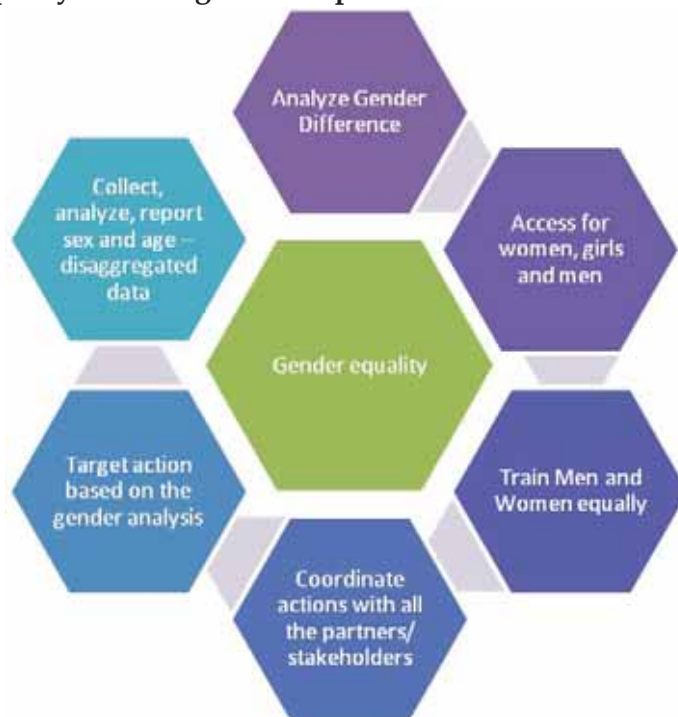 Analyze Gender
Difference
Access for
women, girls
and men
Train Men and
Women equally
Coordinate
actions with all
the partners/
stakeholders
Target action
based on the
gender analysis
Collect,
analyze, report
sex and age –
disaggregated
data
Gender equality